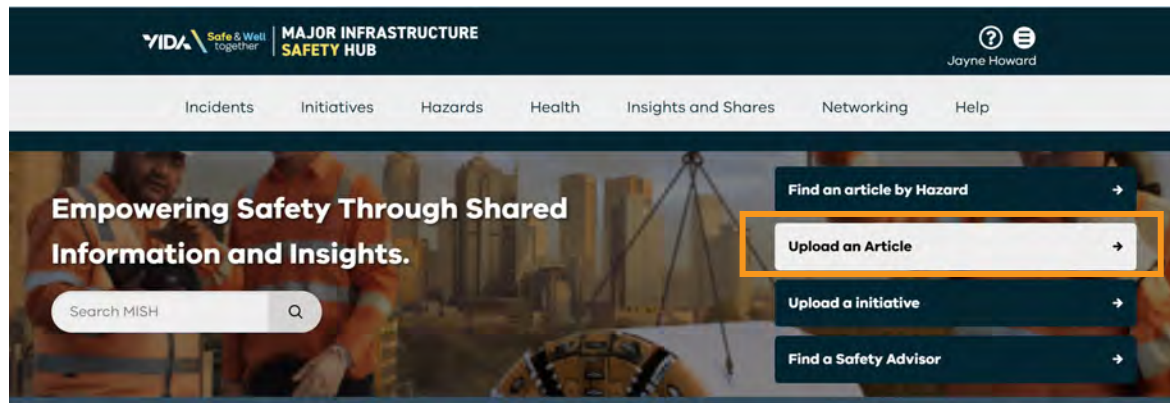 VIDA Safe & Well together MAJOR INFRASTRUCTURE SAFETY HUB
Jayne Howard
Incidents Initiatives Hazards Health Insights and Shares Networking Help
Empowering Safety Through Shared
Information and Insights.
Search MISH
Find an article by Hazard
Upload an Article
Upload a initiative
Find a Safety Advisor